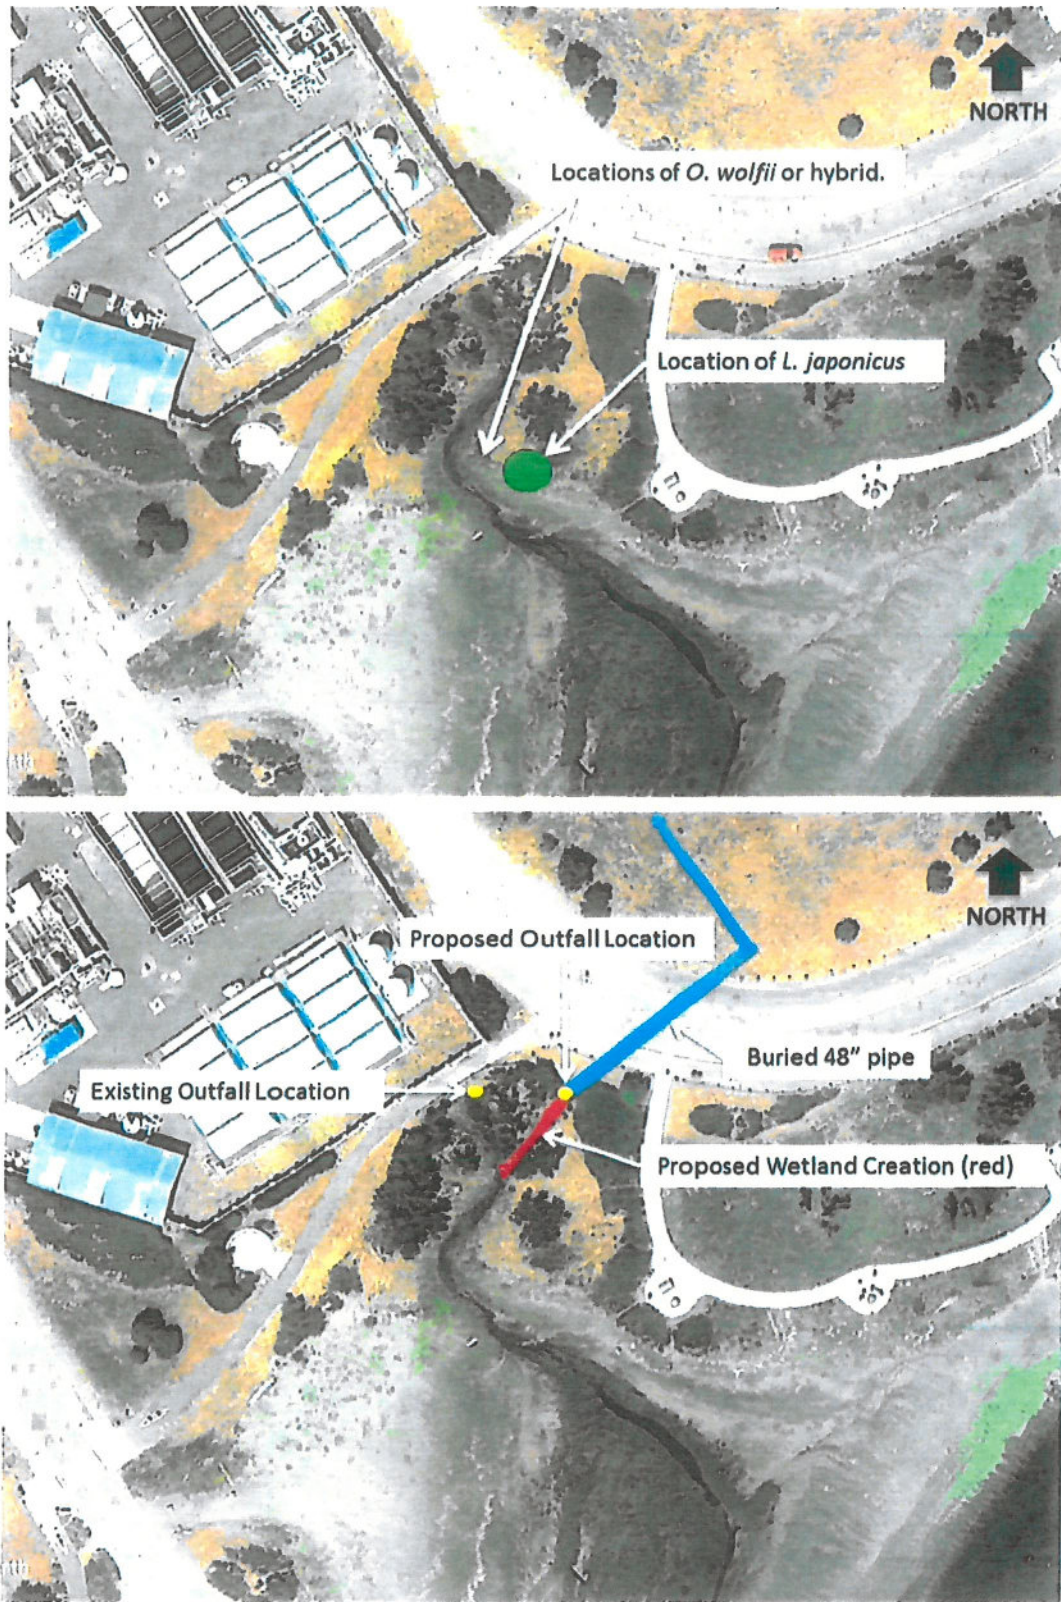 NORTH
Locations of O. wolfii or hybrid.
Location of L. japonicus
NORTH
Proposed Outfall Location
Buried 48" pipe
Existing Outfall Location
Proposed Wetland Creation (red)